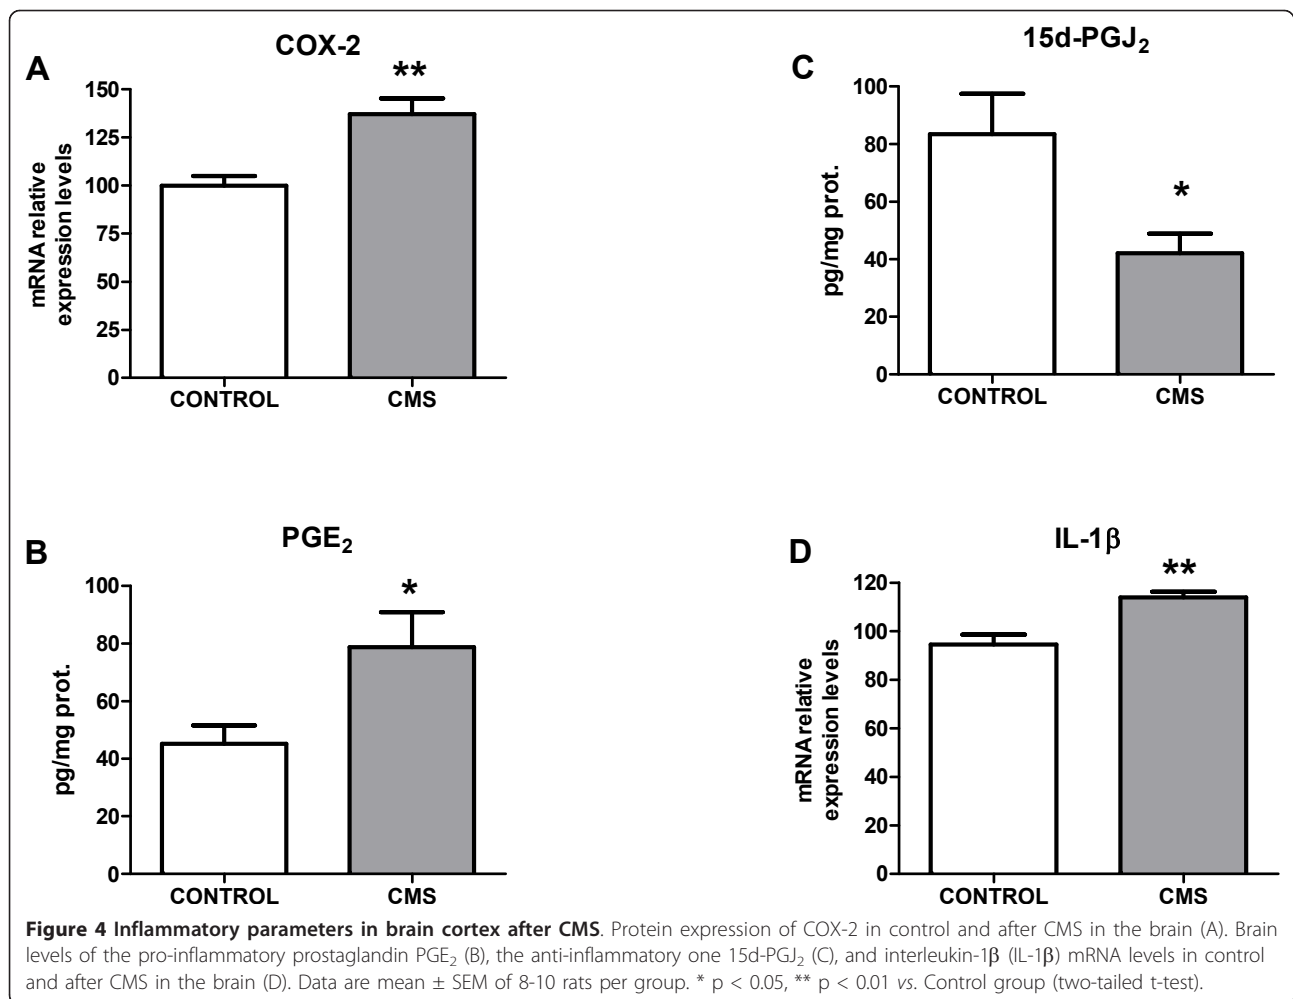 A
COX-2
**
mRNA relative
expression levels
150
125
100
75
50
25
0
CONTROL CMS
C
15d-PGJ₂
*
pg/mg prot.
100
80
60
40
20
0
CONTROL CMS
B
PGE₂
*
pg/mg prot.
100
80
60
40
20
0
CONTROL CMS
D
IL-1β
**
mRNA relative
expression levels
120
100
80
60
40
20
0
CONTROL CMS
Figure 4 Inflammatory parameters in brain cortex after CMS. Protein expression of COX-2 in control and after CMS in the brain (A). Brain
levels of the pro-inflammatory prostaglandin PGE₂ (B), the anti-inflammatory one 15d-PGJ₂ (C), and interleukin-1β (IL-1β) mRNA levels in control
and after CMS in the brain (D). Data are mean ± SEM of 8-10 rats per group. * p < 0.05, ** p < 0.01 vs. Control group (two-tailed t-test).